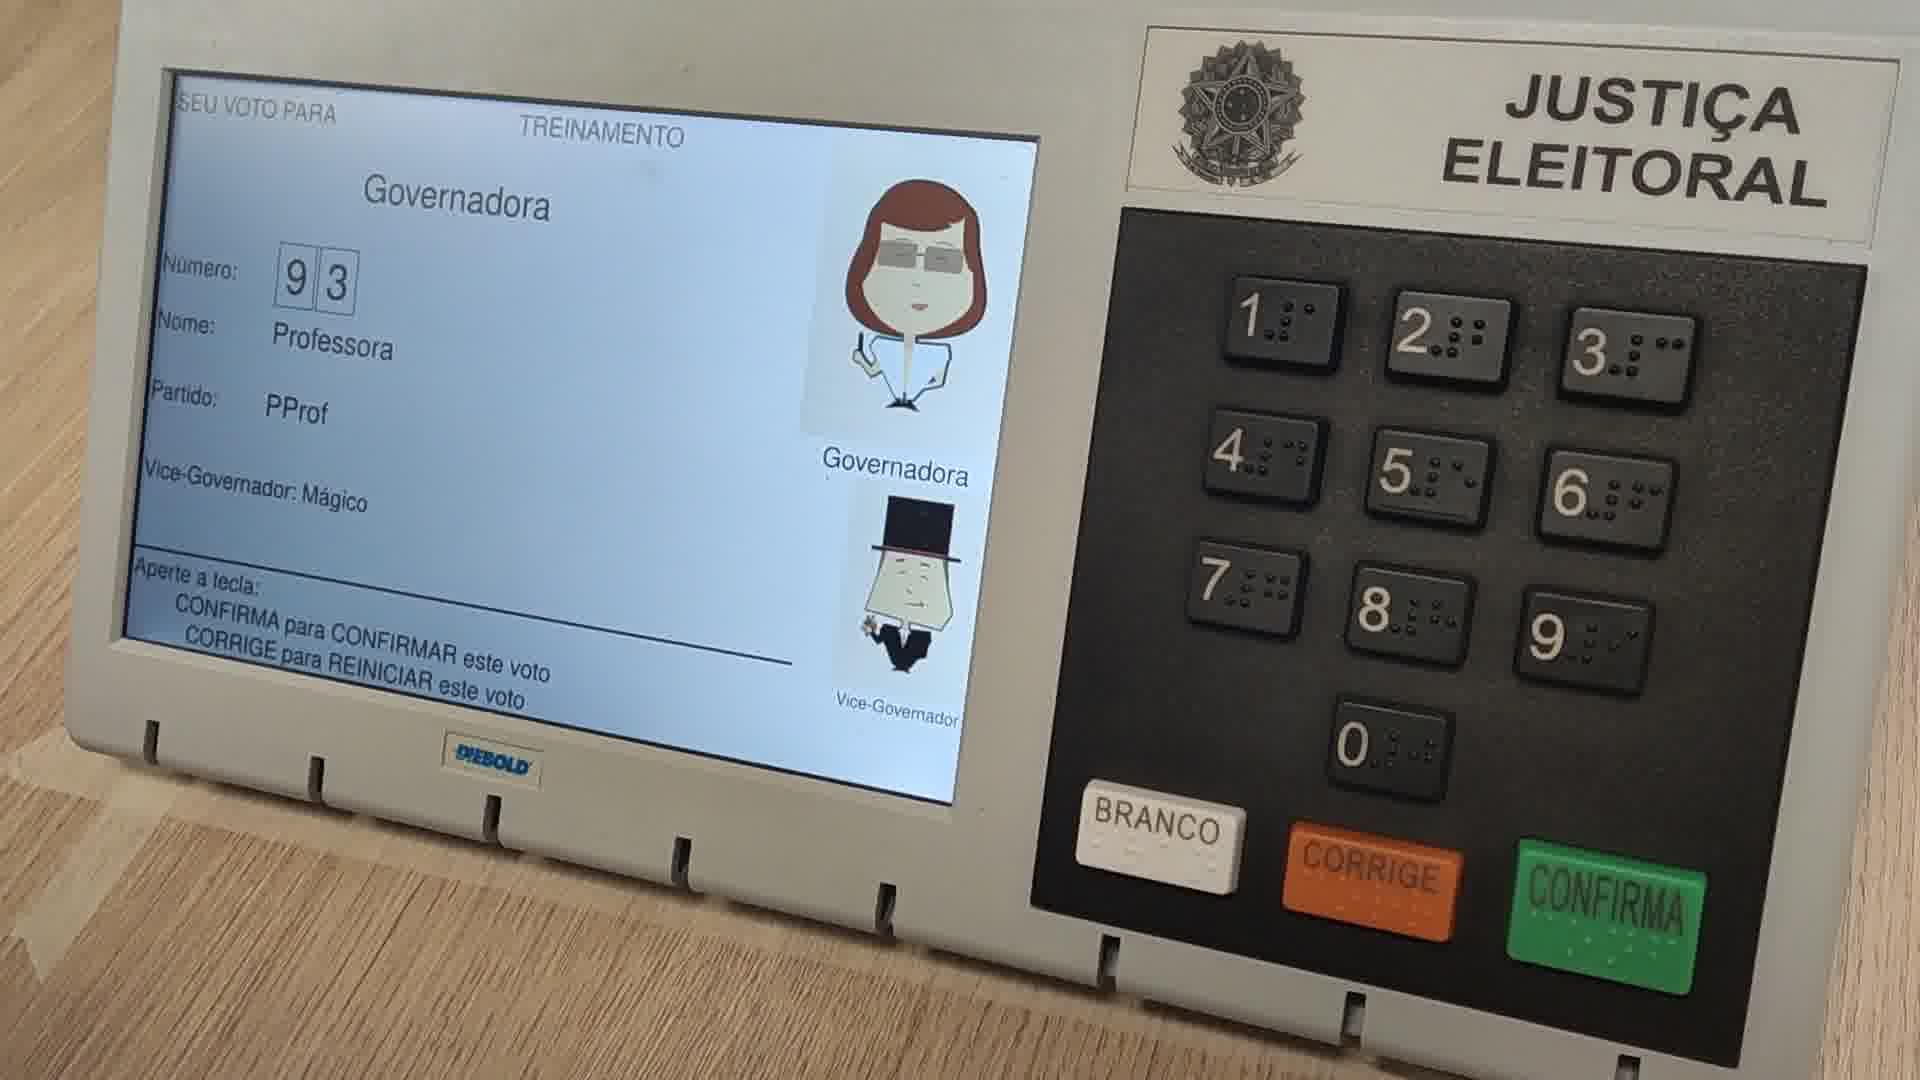 SEU VOTO PARA
TREINAMENTO
Governadora
Número: 93
Nome: Professora
Partido: PProf
Vice-Governador: Mágico
Aperte a tecla:
CONFIRMA para CONFIRMAR este voto
CORRIGE para REINICIAR este voto
Governadora
Vice-Governador
DIEBOLD
JUSTIÇA
ELEITORAL
1 2 3
4 5 6
7 8 9
0
BRANCO CORRIGE CONFIRMA